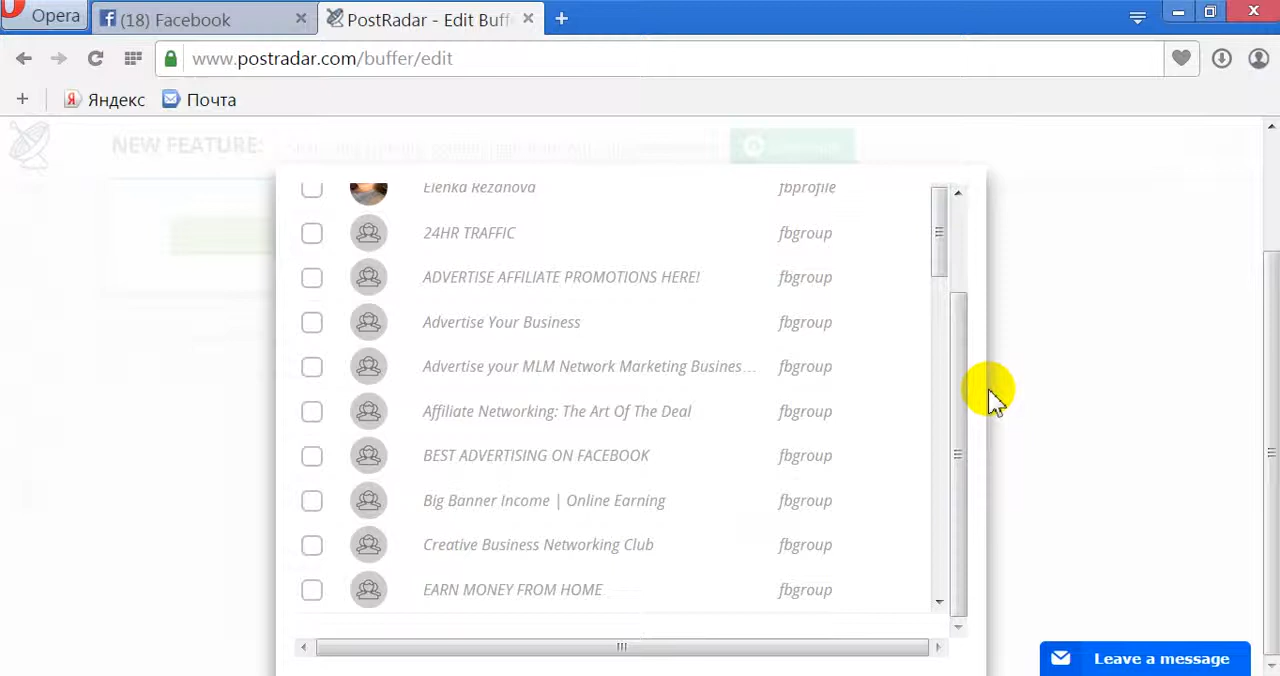 Opera
(18) Facebook
PostRadar - Edit Buff
www.postradar.com/buffer/edit
Яндекс
Почта
NEW FEATURE:
Elenka Rezanova fbprofile
24HR TRAFFIC fbgroup
ADVERTISE AFFILIATE PROMOTIONS HERE! fbgroup
Advertise Your Business fbgroup
Advertise your MLM Network Marketing Busines... fbgroup
Affiliate Networking: The Art Of The Deal fbgroup
BEST ADVERTISING ON FACEBOOK fbgroup
Big Banner Income | Online Earning fbgroup
Creative Business Networking Club fbgroup
EARN MONEY FROM HOME fbgroup
Leave a message